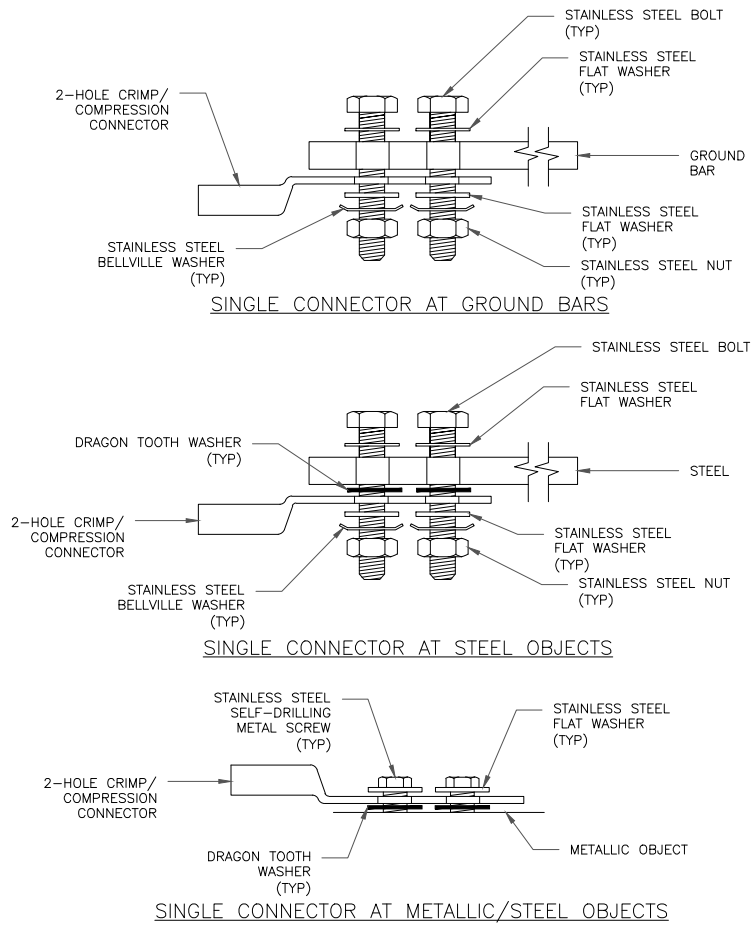 STAINLESS STEEL BOLT
(TYP)
STAINLESS STEEL
FLAT WASHER
(TYP)
2-HOLE CRIMP/
COMPRESSION
CONNECTOR
GROUND
BAR
STAINLESS STEEL
FLAT WASHER
(TYP)
STAINLESS STEEL
BELLVILLE WASHER
(TYP)
STAINLESS STEEL NUT
(TYP)
SINGLE CONNECTOR AT GROUND BARS
STAINLESS STEEL BOLT
STAINLESS STEEL
FLAT WASHER
DRAGON TOOTH WASHER
(TYP)
STEEL
2-HOLE CRIMP/
COMPRESSION
CONNECTOR
STAINLESS STEEL
FLAT WASHER
(TYP)
STAINLESS STEEL
BELLVILLE WASHER
(TYP)
STAINLESS STEEL NUT
(TYP)
SINGLE CONNECTOR AT STEEL OBJECTS
STAINLESS STEEL
SELF-DRILLING
METAL SCREW
(TYP)
STAINLESS STEEL
FLAT WASHER
(TYP)
2-HOLE CRIMP/
COMPRESSION
CONNECTOR
DRAGON TOOTH
WASHER
(TYP)
METALLIC OBJECT
SINGLE CONNECTOR AT METALLIC/STEEL OBJECTS